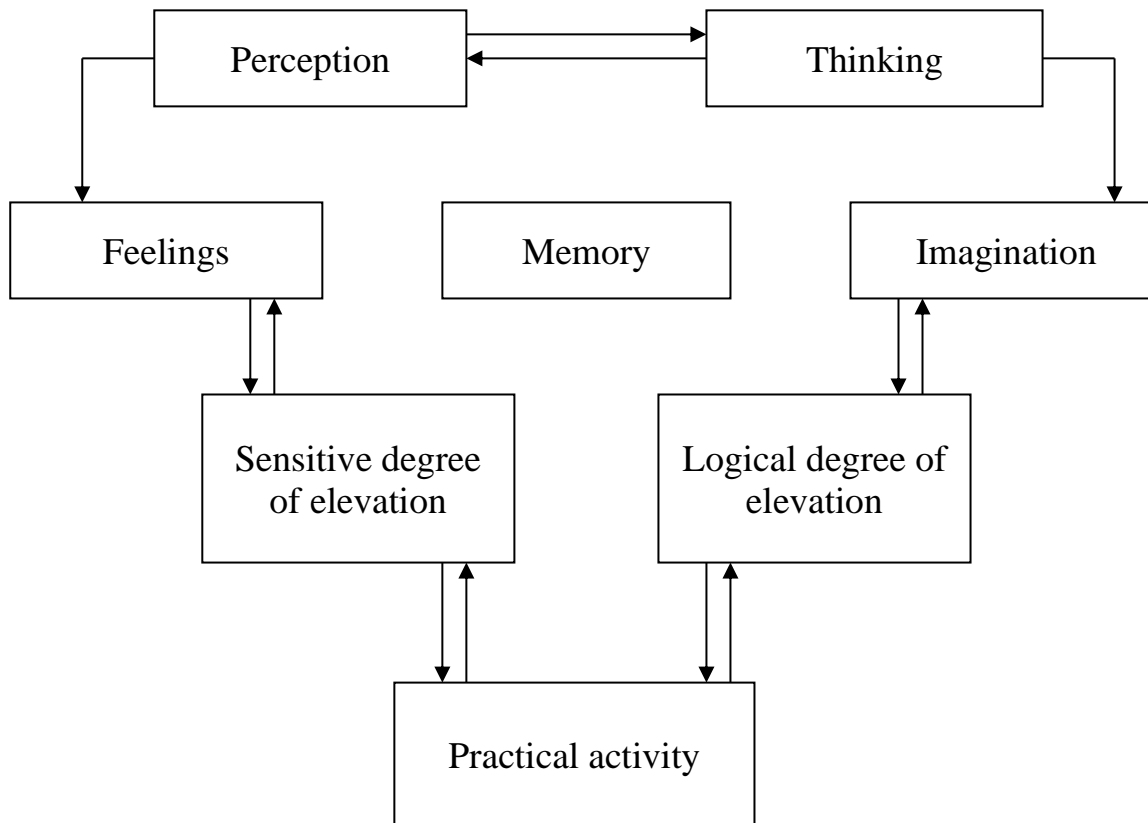 Perception
Thinking
Feelings
Memory
Imagination
Sensitive degree
of elevation
Logical degree of
elevation
Practical activity